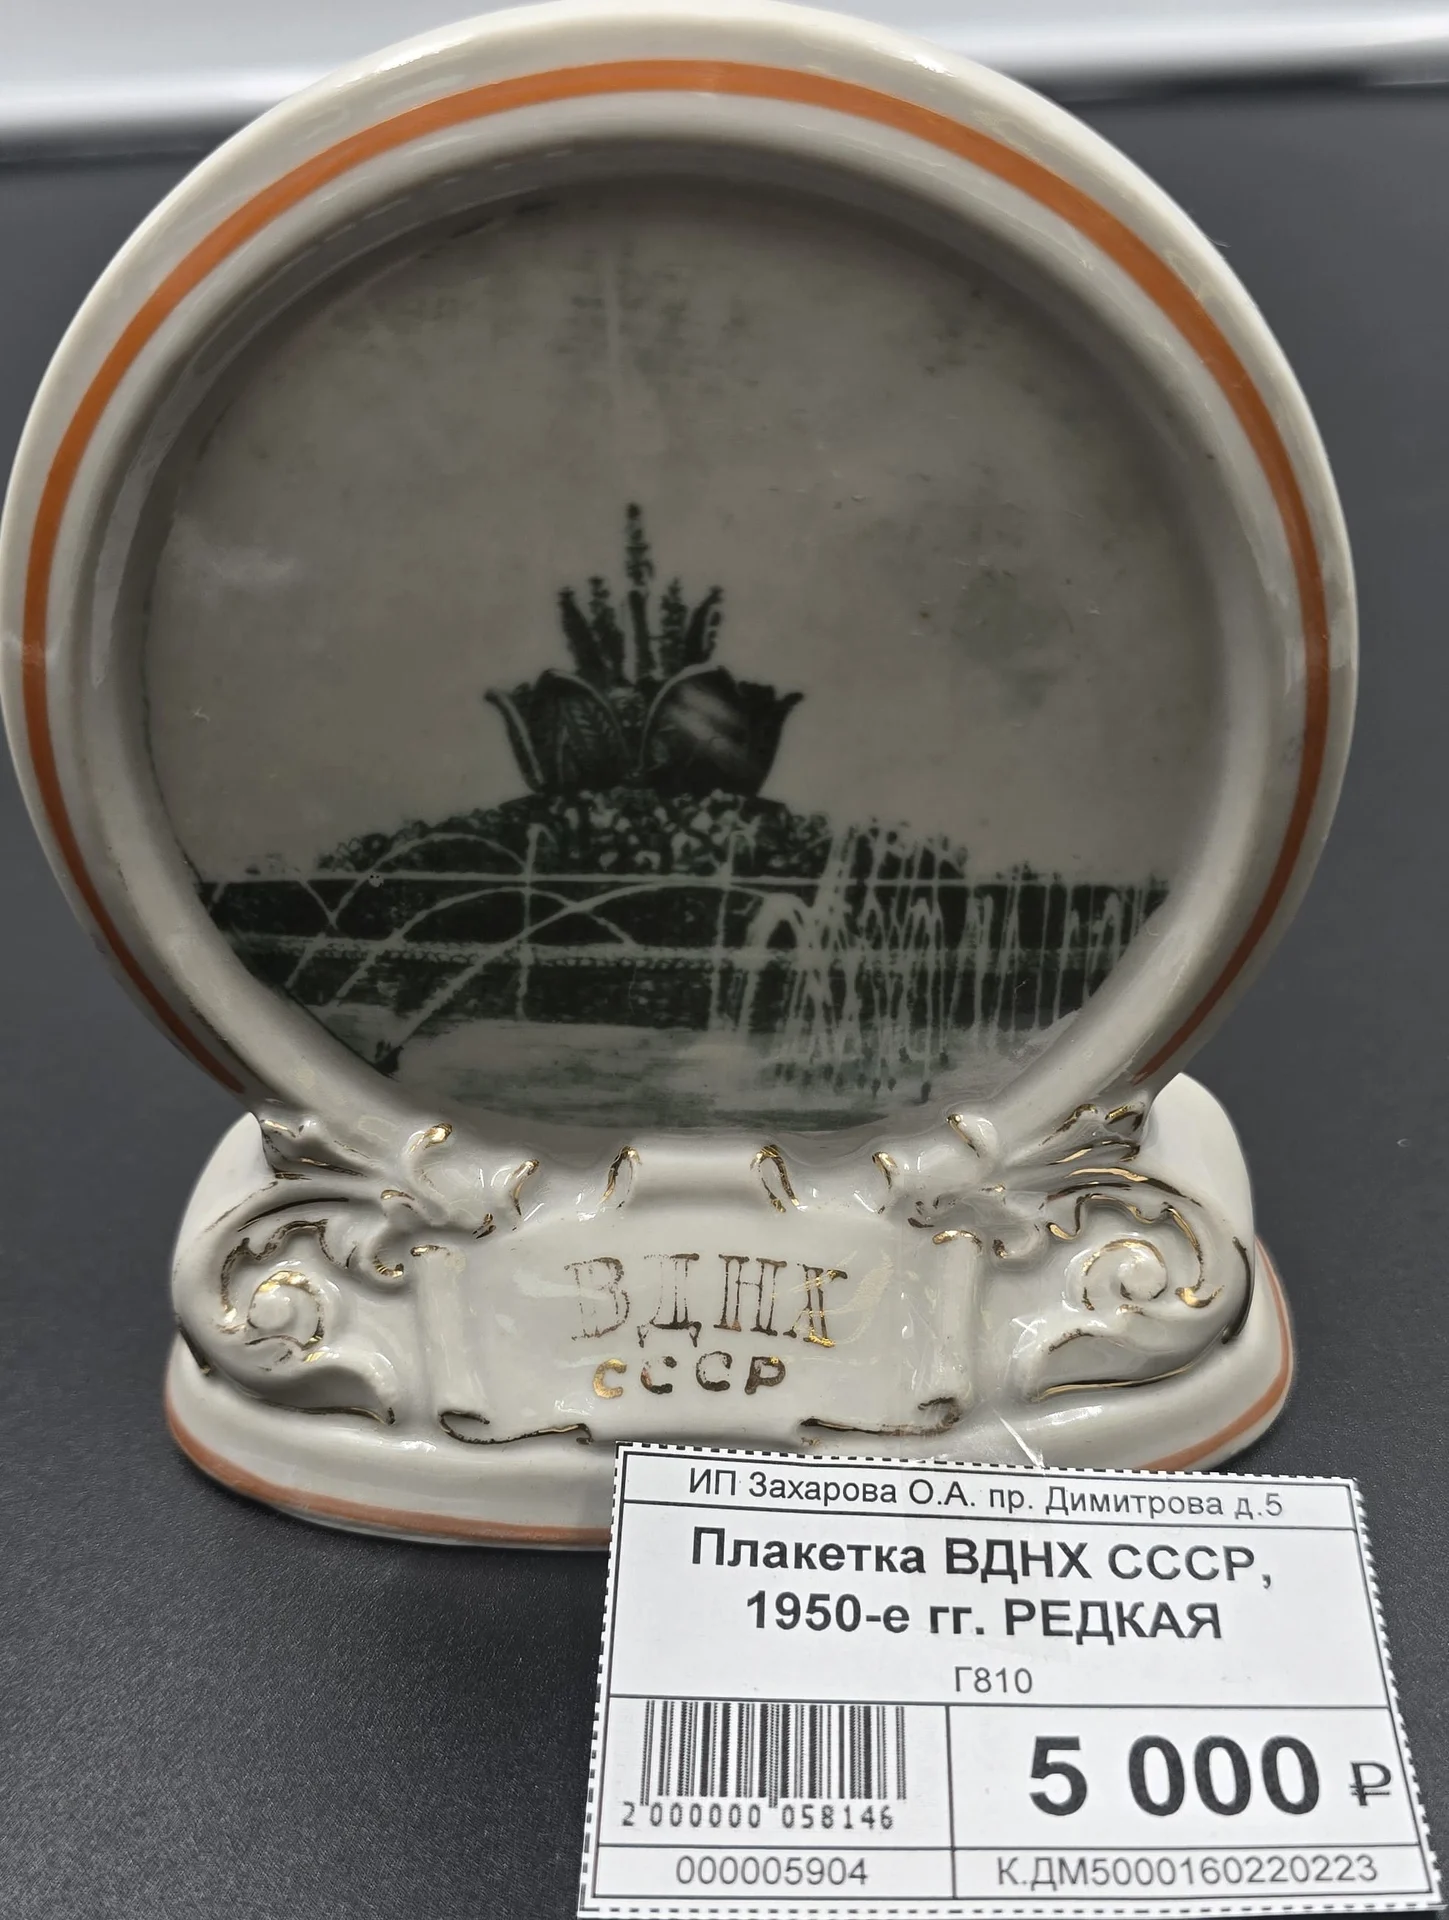 ВДНХ
СССР
ИП Захарова О.А. пр. Димитрова д.5
Плакетка ВДНХ СССР,
1950-е гг. РЕДКАЯ
Г810
5 000 ₽
2 000000 058146
000005904
К.ДМ5000160220223